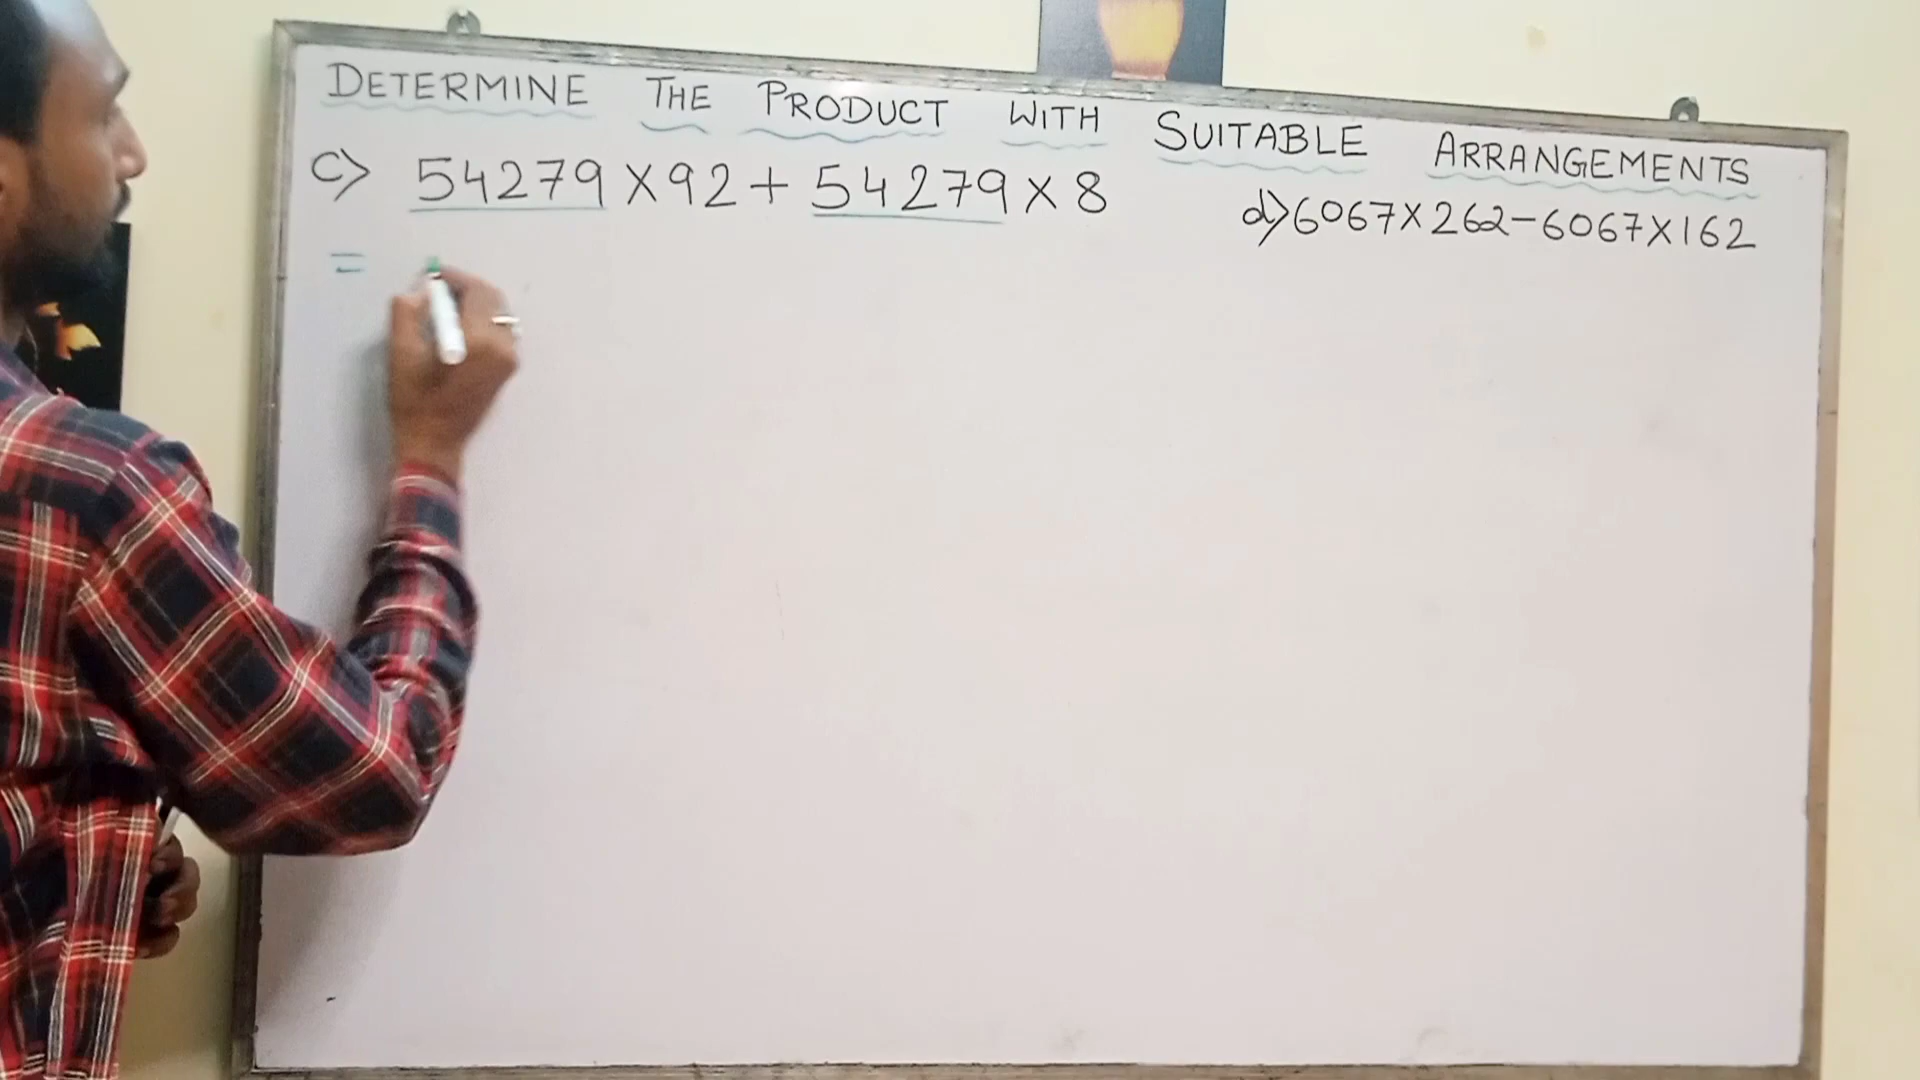 DETERMINE THE PRODUCT WITH SUITABLE ARRANGEMENTS
c> 54279 × 92 + 54279 × 8
d> 6067 × 262 − 6067 × 162
=